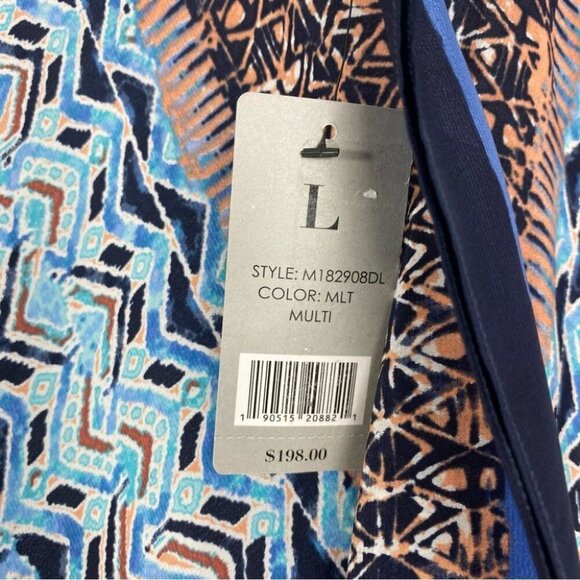 L
STYLE: M182908DL
COLOR: MLT
MULTI
1 90515 20882 1
$198.00